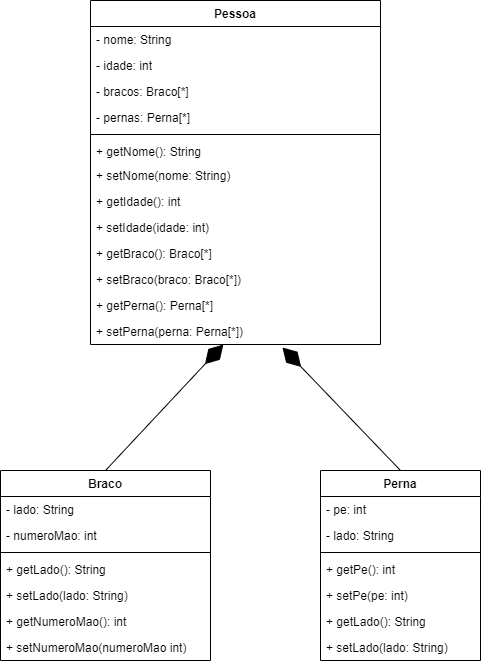 Pessoa
- nome: String
- idade: int
- bracos: Braco[*]
- pernas: Perna[*]
+ getNome(): String
+ setNome(nome: String)
+ getIdade(): int
+ setIdade(idade: int)
+ getBraco(): Braco[*]
+ setBraco(braco: Braco[*])
+ getPerna(): Perna[*]
+ setPerna(perna: Perna[*])
Braco
- lado: String
- numeroMao: int
+ getLado(): String
+ setLado(lado: String)
+ getNumeroMao(): int
+ setNumeroMao(numeroMao int)
Perna
- pe: int
- lado: String
+ getPe(): int
+ setPe(pe: int)
+ getLado(): String
+ setLado(lado: String)